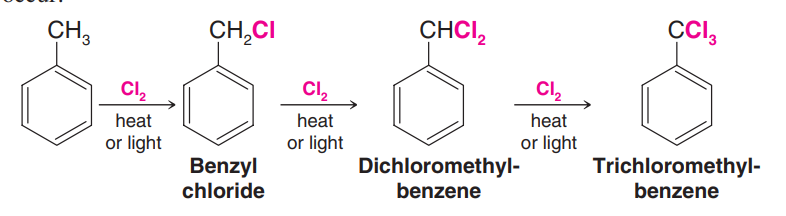 occur:
CH₃ CH₂Cl CHCl₂ CCl₃
Cl₂ Cl₂ Cl₂
heat heat heat
or light or light or light
Benzyl Dichloromethyl- Trichloromethyl-
chloride benzene benzene